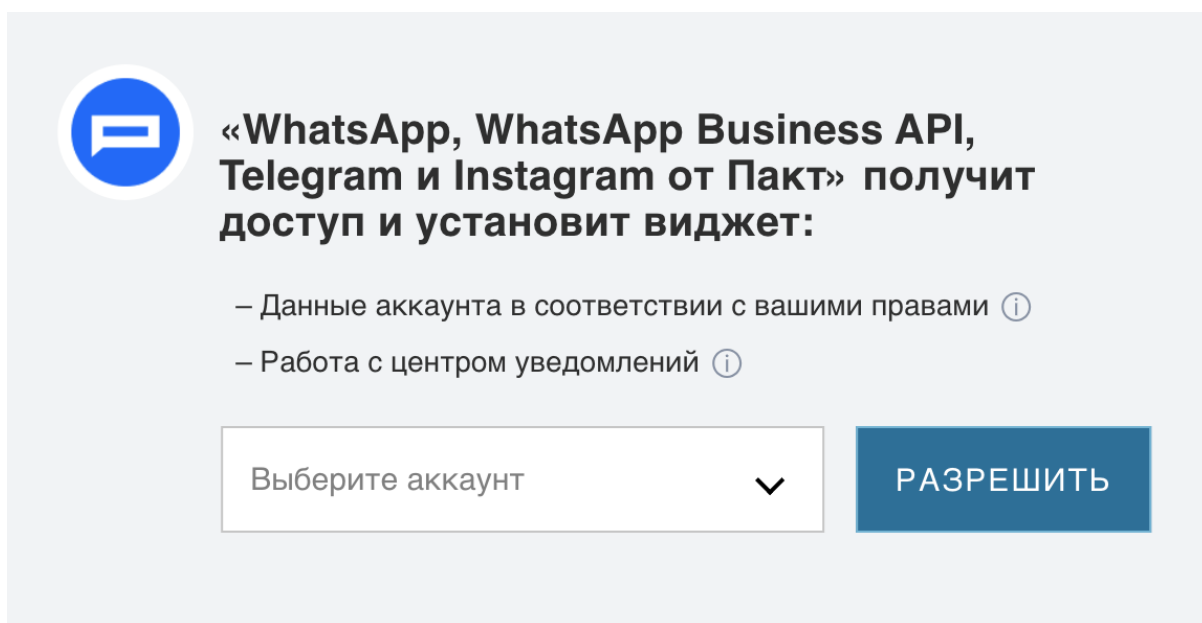 «WhatsApp, WhatsApp Business API,
Telegram и Instagram от Пакт» получит
доступ и установит виджет:
– Данные аккаунта в соответствии с вашими правами
– Работа с центром уведомлений
Выберите аккаунт
РАЗРЕШИТЬ